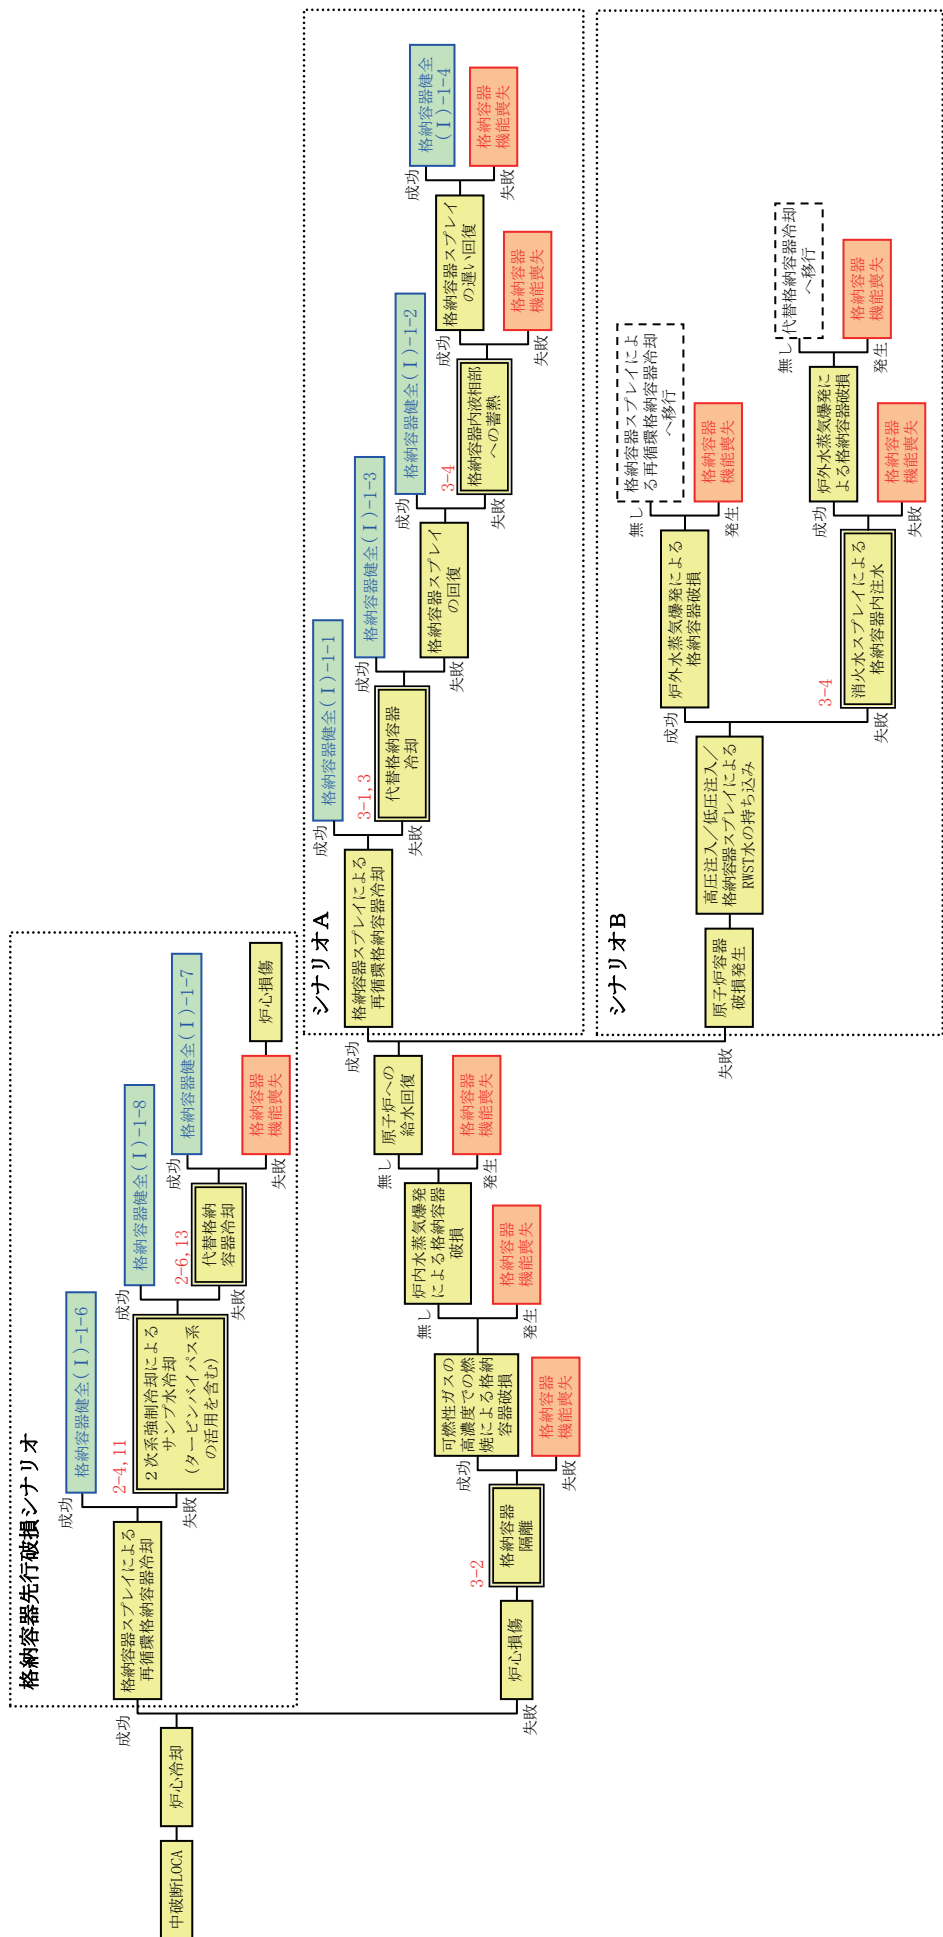 中破断LOCA
炉心冷却
成功
失敗
格納容器先行破損シナリオ
格納容器スプレイによる
再循環格納容器冷却
成功
格納容器健全(Ⅰ)-1-6
失敗
2-4, 11
2次系強制冷却による
サンプ水冷却
(タービンバイパス系
の活用を含む)
成功
格納容器健全(Ⅰ)-1-8
失敗
2-6, 13
代替格納
容器冷却
成功
格納容器健全(Ⅰ)-1-7
失敗
格納容器
機能喪失
炉心損傷
炉心損傷
3-2
格納容器
隔離
成功
失敗
格納容器
機能喪失
可燃性ガスの
高濃度での燃
焼による格納
容器破損
無し
発生
格納容器
機能喪失
炉内水蒸気爆発
による格納容器
破損
無し
発生
格納容器
機能喪失
原子炉への
給水回復
成功
失敗
シナリオA
格納容器スプレイによる
再循環格納容器冷却
成功
格納容器健全(Ⅰ)-1-1
失敗
3-1, 3
代替格納容器
冷却
成功
格納容器健全(Ⅰ)-1-3
失敗
格納容器スプレイ
の回復
成功
格納容器健全(Ⅰ)-1-2
失敗
3-4
格納容器内液相部
への蓄熱
成功
失敗
格納容器
機能喪失
格納容器スプレイ
の遅い回復
成功
格納容器健全
(Ⅰ)-1-4
失敗
格納容器
機能喪失
シナリオB
原子炉容器
破損発生
高圧注入/低圧注入/
格納容器スプレイによる
RWST水の持ち込み
成功
失敗
炉外水蒸気爆発による
格納容器破損
無し
格納容器スプレイによ
る再循環格納容器冷却
へ移行
発生
格納容器
機能喪失
3-4
消火水スプレイによる
格納容器内注水
成功
失敗
格納容器
機能喪失
炉外水蒸気爆発に
よる格納容器破損
無し
代替格納容器冷却
へ移行
発生
格納容器
機能喪失